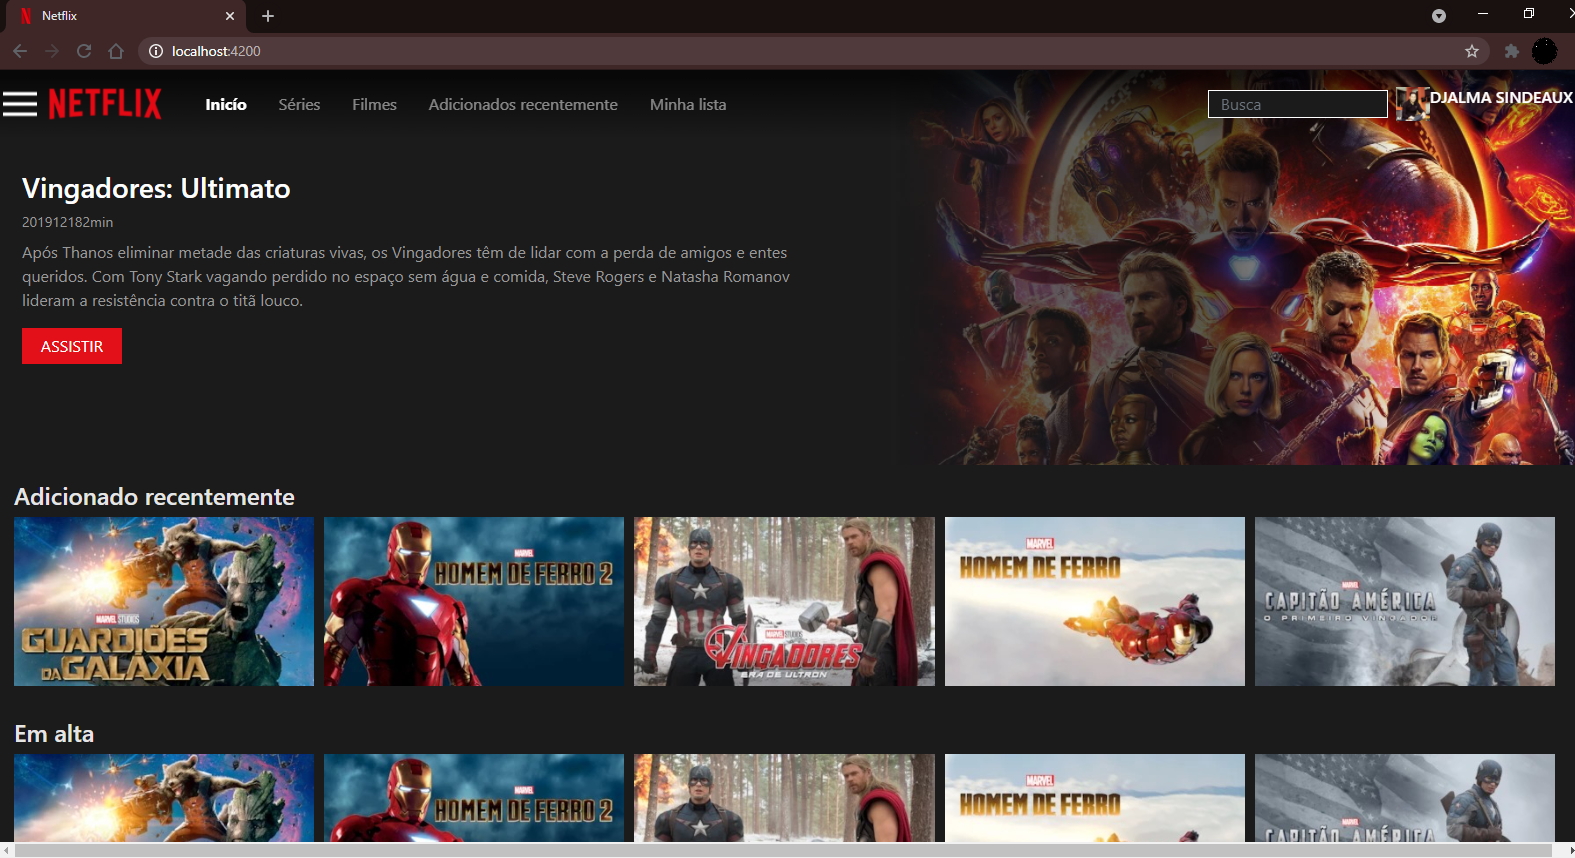 Netflix
localhost:4200
NETFLIX Inicío Séries Filmes Adicionados recentemente Minha lista Busca DJALMA SINDEAUX
Vingadores: Ultimato
201912182min
Após Thanos eliminar metade das criaturas vivas, os Vingadores têm de lidar com a perda de amigos e entes
queridos. Com Tony Stark vagando perdido no espaço sem água e comida, Steve Rogers e Natasha Romanov
lideram a resistência contra o titã louco.
ASSISTIR
Adicionado recentemente
MARVEL STUDIOS
GUARDIÕES
DA GALÁXIA
MARVEL
HOMEM DE FERRO 2
MARVEL STUDIOS
VINGADORES
ERA DE ULTRON
MARVEL
HOMEM DE FERRO
MARVEL
CAPITÃO AMÉRICA
O PRIMEIRO VINGADOR
Em alta
MARVEL
HOMEM DE FERRO 2
MARVEL
HOMEM DE FERRO
MARVEL
CAPITÃO AMÉRICA